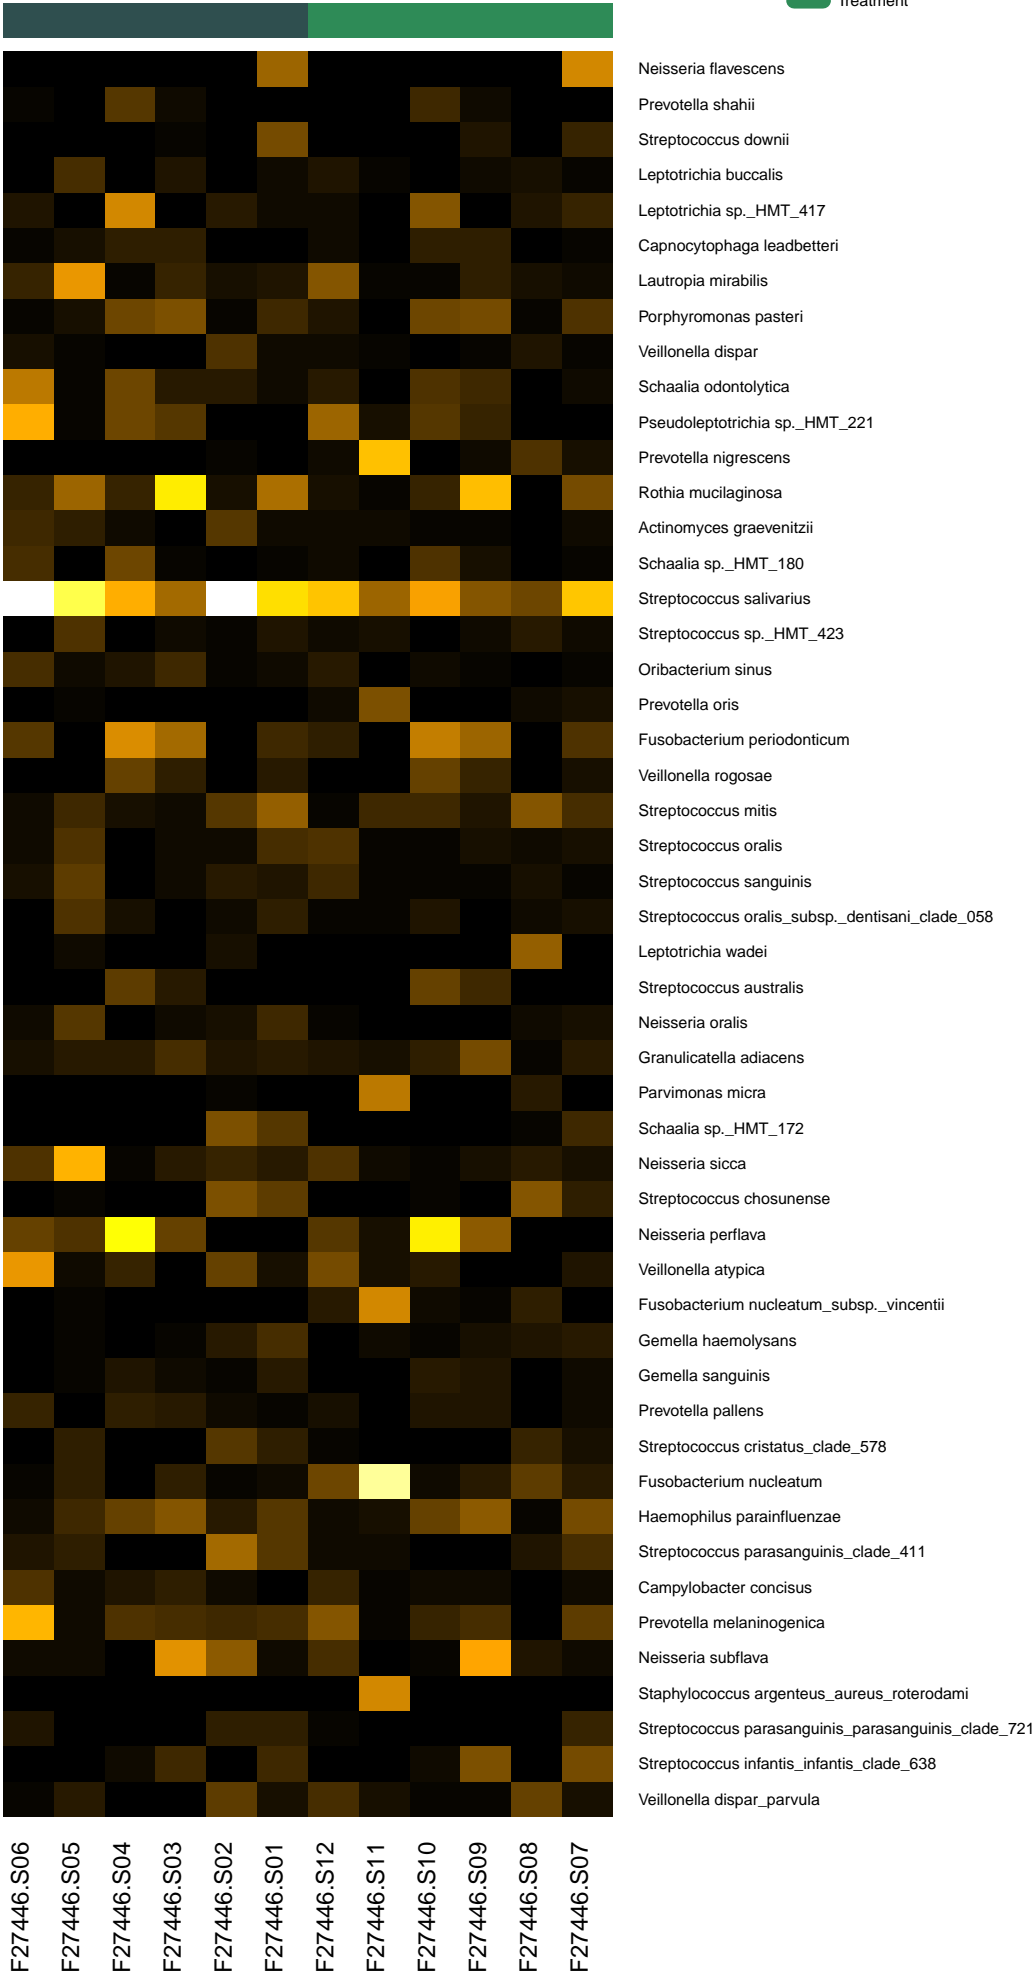 Treatment
Neisseria flavescens
Prevotella shahii
Streptococcus downii
Leptotrichia buccalis
Leptotrichia sp._HMT_417
Capnocytophaga leadbetteri
Lautropia mirabilis
Porphyromonas pasteri
Veillonella dispar
Schaalia odontolytica
Pseudoleptotrichia sp._HMT_221
Prevotella nigrescens
Rothia mucilaginosa
Actinomyces graevenitzii
Schaalia sp._HMT_180
Streptococcus salivarius
Streptococcus sp._HMT_423
Oribacterium sinus
Prevotella oris
Fusobacterium periodonticum
Veillonella rogosae
Streptococcus mitis
Streptococcus oralis
Streptococcus sanguinis
Streptococcus oralis_subsp._dentisani_clade_058
Leptotrichia wadei
Streptococcus australis
Neisseria oralis
Granulicatella adiacens
Parvimonas micra
Schaalia sp._HMT_172
Neisseria sicca
Streptococcus chosunense
Neisseria perflava
Veillonella atypica
Fusobacterium nucleatum_subsp._vincentii
Gemella haemolysans
Gemella sanguinis
Prevotella pallens
Streptococcus cristatus_clade_578
Fusobacterium nucleatum
Haemophilus parainfluenzae
Streptococcus parasanguinis_clade_411
Campylobacter concisus
Prevotella melaninogenica
Neisseria subflava
Staphylococcus argenteus_aureus_roterodami
Streptococcus parasanguinis_parasanguinis_clade_721
Streptococcus infantis_infantis_clade_638
Veillonella dispar_parvula
F27446.S06
F27446.S05
F27446.S04
F27446.S03
F27446.S02
F27446.S01
F27446.S12
F27446.S11
F27446.S10
F27446.S09
F27446.S08
F27446.S07